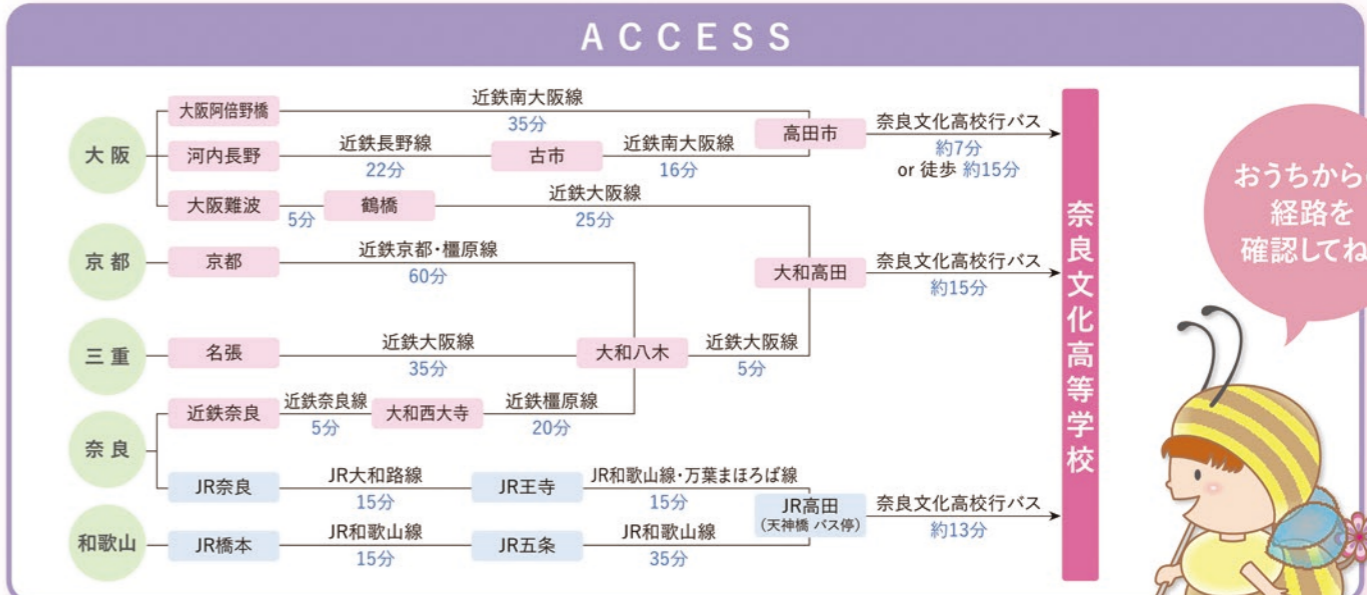 ACCESS
大阪
大阪阿倍野橋
近鉄南大阪線
35分
河内長野
近鉄長野線
22分
古市
近鉄南大阪線
16分
高田市
奈良文化高校行バス
約7分
or 徒歩 約15分
大阪難波
5分
鶴橋
近鉄大阪線
25分
京都
京都
近鉄京都・橿原線
60分
大和高田
奈良文化高校行バス
約15分
三重
名張
近鉄大阪線
35分
大和八木
近鉄大阪線
5分
奈良
近鉄奈良
近鉄奈良線
5分
大和西大寺
近鉄橿原線
20分
JR奈良
JR大和路線
15分
JR王寺
JR和歌山線・万葉まほろば線
15分
JR高田
(天神橋 バス停)
奈良文化高校行バス
約13分
和歌山
JR橋本
JR和歌山線
15分
JR五条
JR和歌山線
35分
奈良文化高等学校
おうちから
経路を
確認してね